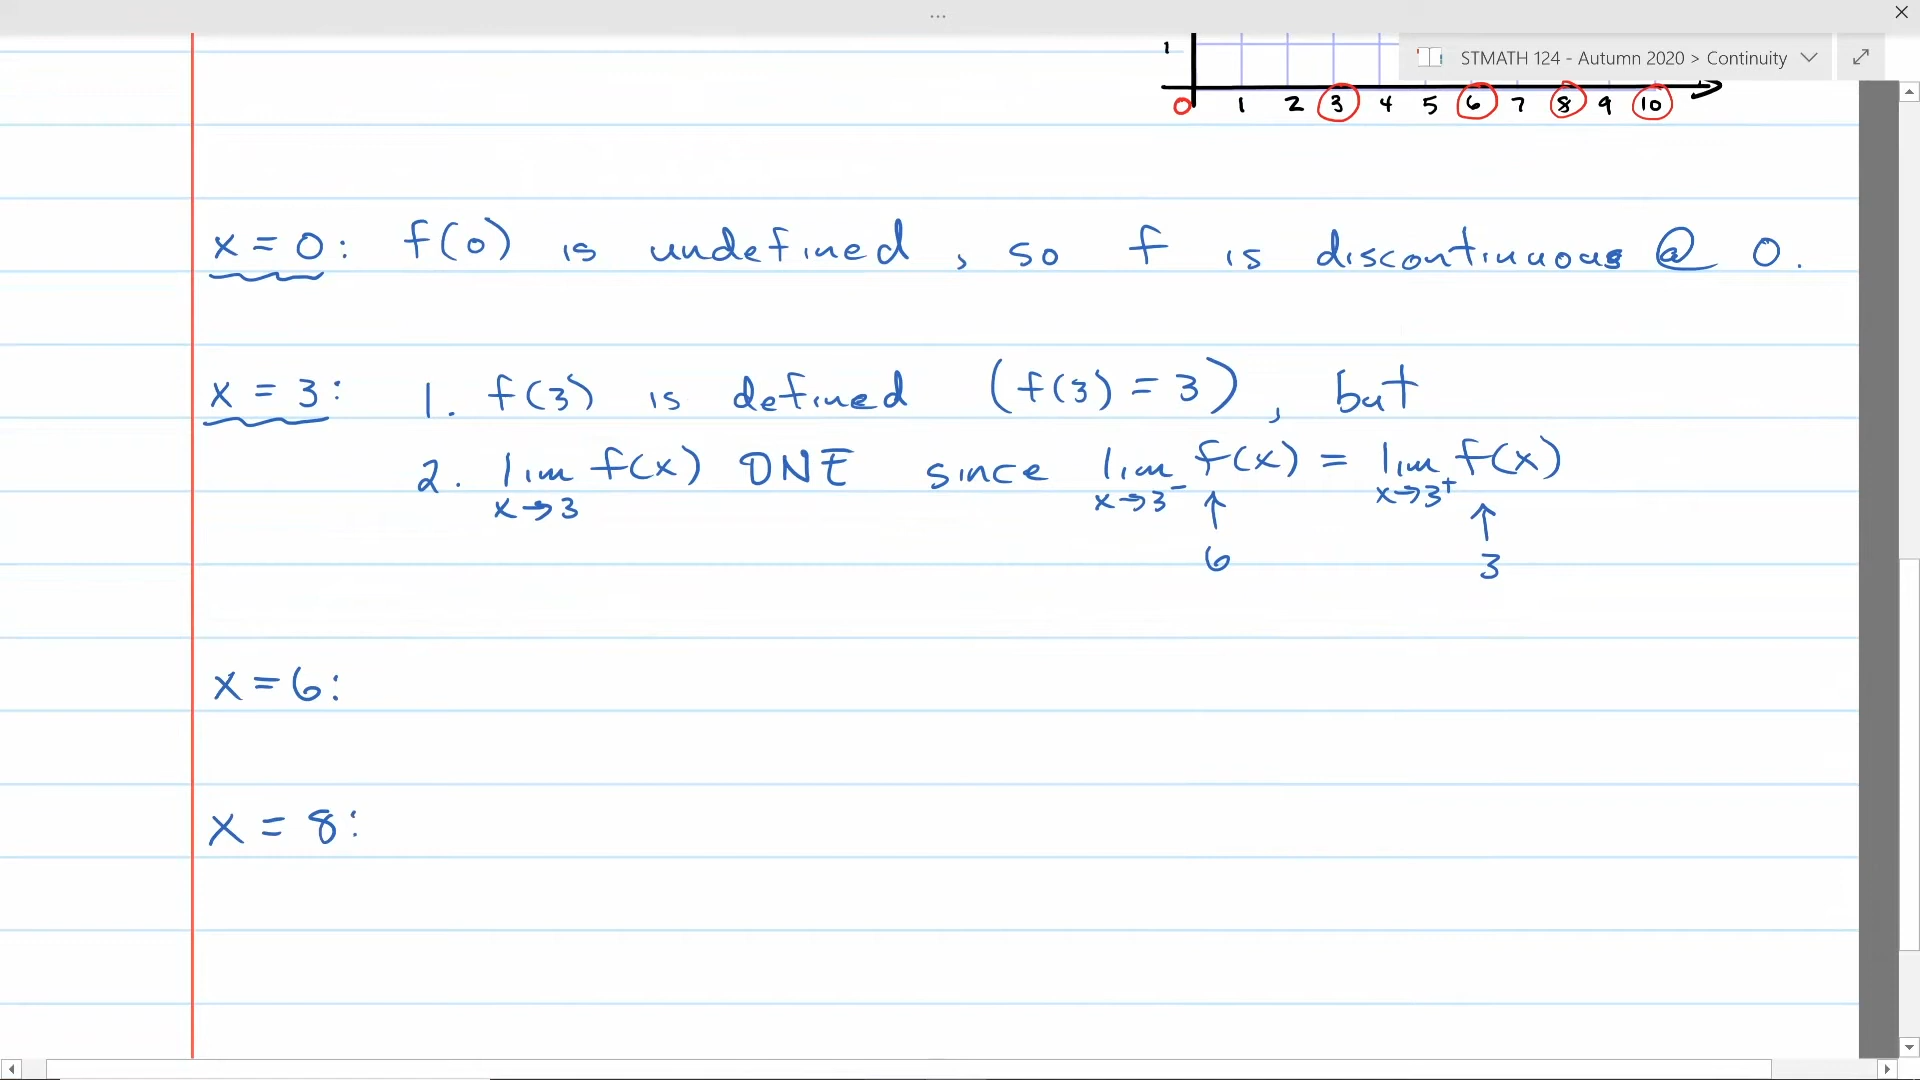 ...
STMATH 124 - Autumn 2020 > Continuity
1
0 1 2 3 4 5 6 7 8 9 10
x = 0: f(0) is undefined, so f is discontinuous @ 0.
x = 3: 1. f(3) is defined (f(3) = 3), but
2. lim f(x) DNE since lim f(x) = lim f(x)
x→3 x→3⁻ ↑ x→3⁺ ↑
6 3
x = 6:
x = 8: